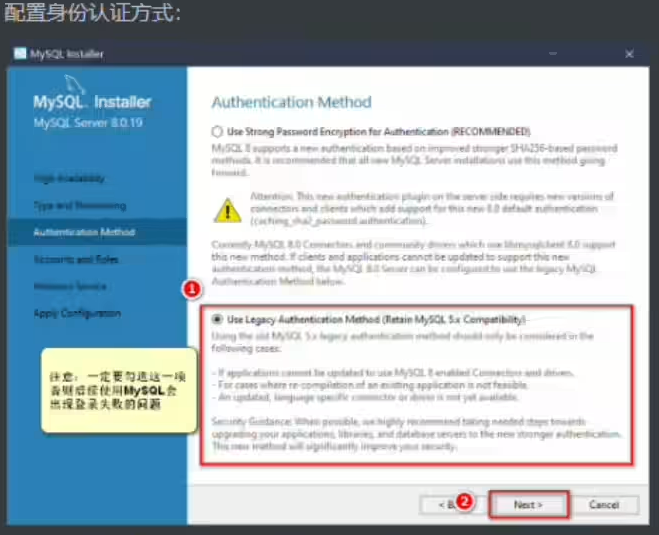 配置身份认证方式：
MySQL Installer
MySQL. Installer
MySQL Server 8.0.19
High Availability
Type and Networking
Authentication Method
Accounts and Roles
Windows Service
Apply Configuration
注意：一定要勾选这一项
否则后续使用MySQL会
出现登录失败的问题
Authentication Method
Use Strong Password Encryption for Authentication (RECOMMENDED)
MySQL 8 supports a new authentication based on improved stronger SHA256-based password
methods. It is recommended that all new MySQL Server installations use this method going
forward.
Attention: This new authentication plugin on the server side requires new versions of
connectors and clients which add support for this new 8.0 default authentication
(caching_sha2_password authentication).
Currently MySQL 8.0 Connectors and community drivers which use libmysqlclient 8.0 support
this new method. If clients and applications cannot be updated to support this new
authentication method, the MySQL 8.0 Server can be configured to use the legacy MySQL
Authentication Method below.
1
Use Legacy Authentication Method (Retain MySQL 5.x Compatibility)
Using the old MySQL 5.x legacy authentication method should only be considered in the
following cases:
- If applications cannot be updated to use MySQL 8 enabled Connectors and drivers.
- For cases where re-compilation of an existing application is not feasible.
- An updated, language specific connector or driver is not yet available.
Security Guidance: When possible, we highly recommend taking needed steps towards
upgrading your applications, libraries, and database servers to the new stronger authentication.
This new method will significantly improve your security.
< B 2 Next > Cancel